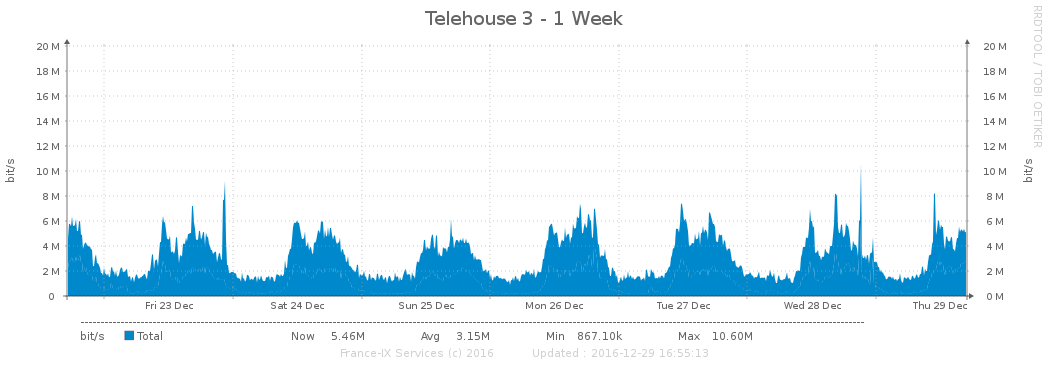 Telehouse 3 - 1 Week
RRDTOOL / TOBI OETIKER
bit/s
20 M 20 M
18 M 18 M
16 M 16 M
14 M 14 M
12 M 12 M
10 M 10 M
8 M 8 M
6 M 6 M
4 M 4 M
2 M 2 M
0 0 M
bit/s
Fri 23 Dec Sat 24 Dec Sun 25 Dec Mon 26 Dec Tue 27 Dec Wed 28 Dec Thu 29 Dec
bit/s Total Now 5.46M Avg 3.15M Min 867.10k Max 10.60M
France-IX Services (c) 2016 Updated : 2016-12-29 16:55:13